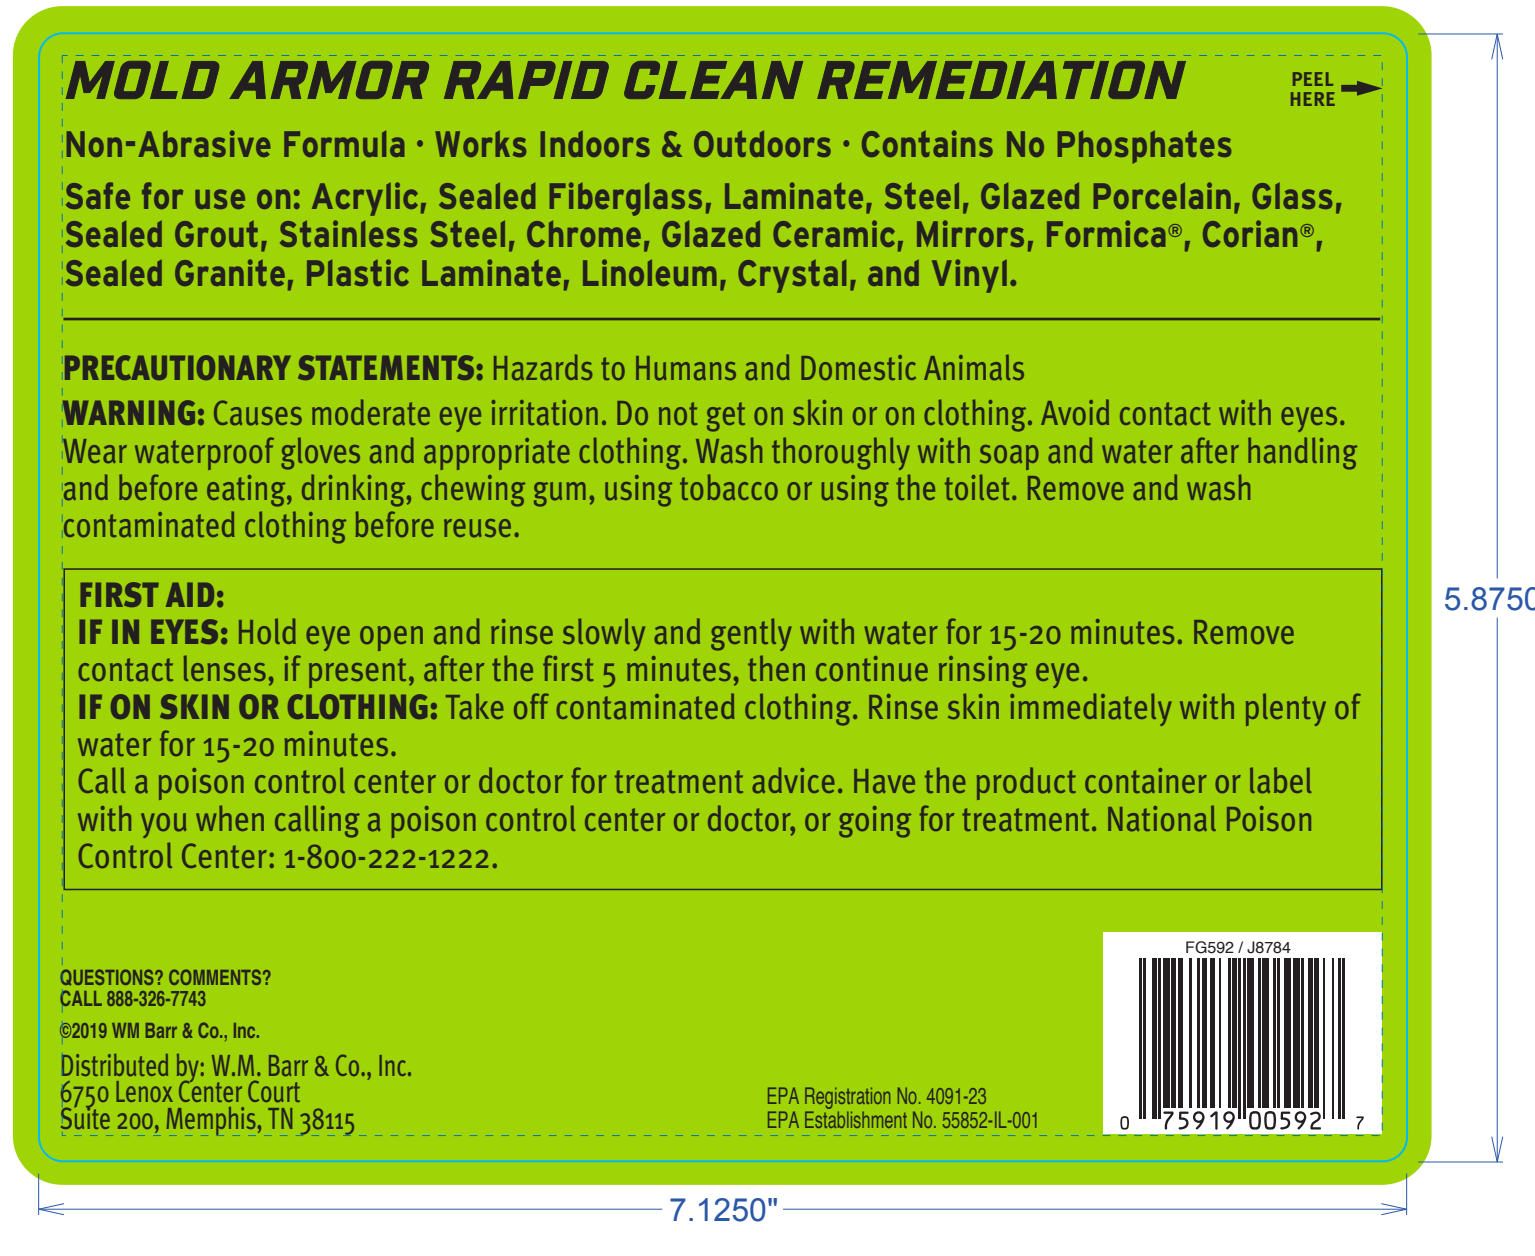 MOLD ARMOR RAPID CLEAN REMEDIATION
PEEL
HERE
Non-Abrasive Formula · Works Indoors & Outdoors · Contains No Phosphates
Safe for use on: Acrylic, Sealed Fiberglass, Laminate, Steel, Glazed Porcelain, Glass,
Sealed Grout, Stainless Steel, Chrome, Glazed Ceramic, Mirrors, Formica®, Corian®,
Sealed Granite, Plastic Laminate, Linoleum, Crystal, and Vinyl.
PRECAUTIONARY STATEMENTS: Hazards to Humans and Domestic Animals
WARNING: Causes moderate eye irritation. Do not get on skin or on clothing. Avoid contact with eyes.
Wear waterproof gloves and appropriate clothing. Wash thoroughly with soap and water after handling
and before eating, drinking, chewing gum, using tobacco or using the toilet. Remove and wash
contaminated clothing before reuse.
FIRST AID:
IF IN EYES: Hold eye open and rinse slowly and gently with water for 15-20 minutes. Remove
contact lenses, if present, after the first 5 minutes, then continue rinsing eye.
IF ON SKIN OR CLOTHING: Take off contaminated clothing. Rinse skin immediately with plenty of
water for 15-20 minutes.
Call a poison control center or doctor for treatment advice. Have the product container or label
with you when calling a poison control center or doctor, or going for treatment. National Poison
Control Center: 1-800-222-1222.
5.8750
QUESTIONS? COMMENTS?
CALL 888-326-7743
©2019 WM Barr & Co., Inc.
Distributed by: W.M. Barr & Co., Inc.
6750 Lenox Center Court
Suite 200, Memphis, TN 38115
EPA Registration No. 4091-23
EPA Establishment No. 55852-IL-001
FG592 / J8784
0 75919 00592 7
7.1250"